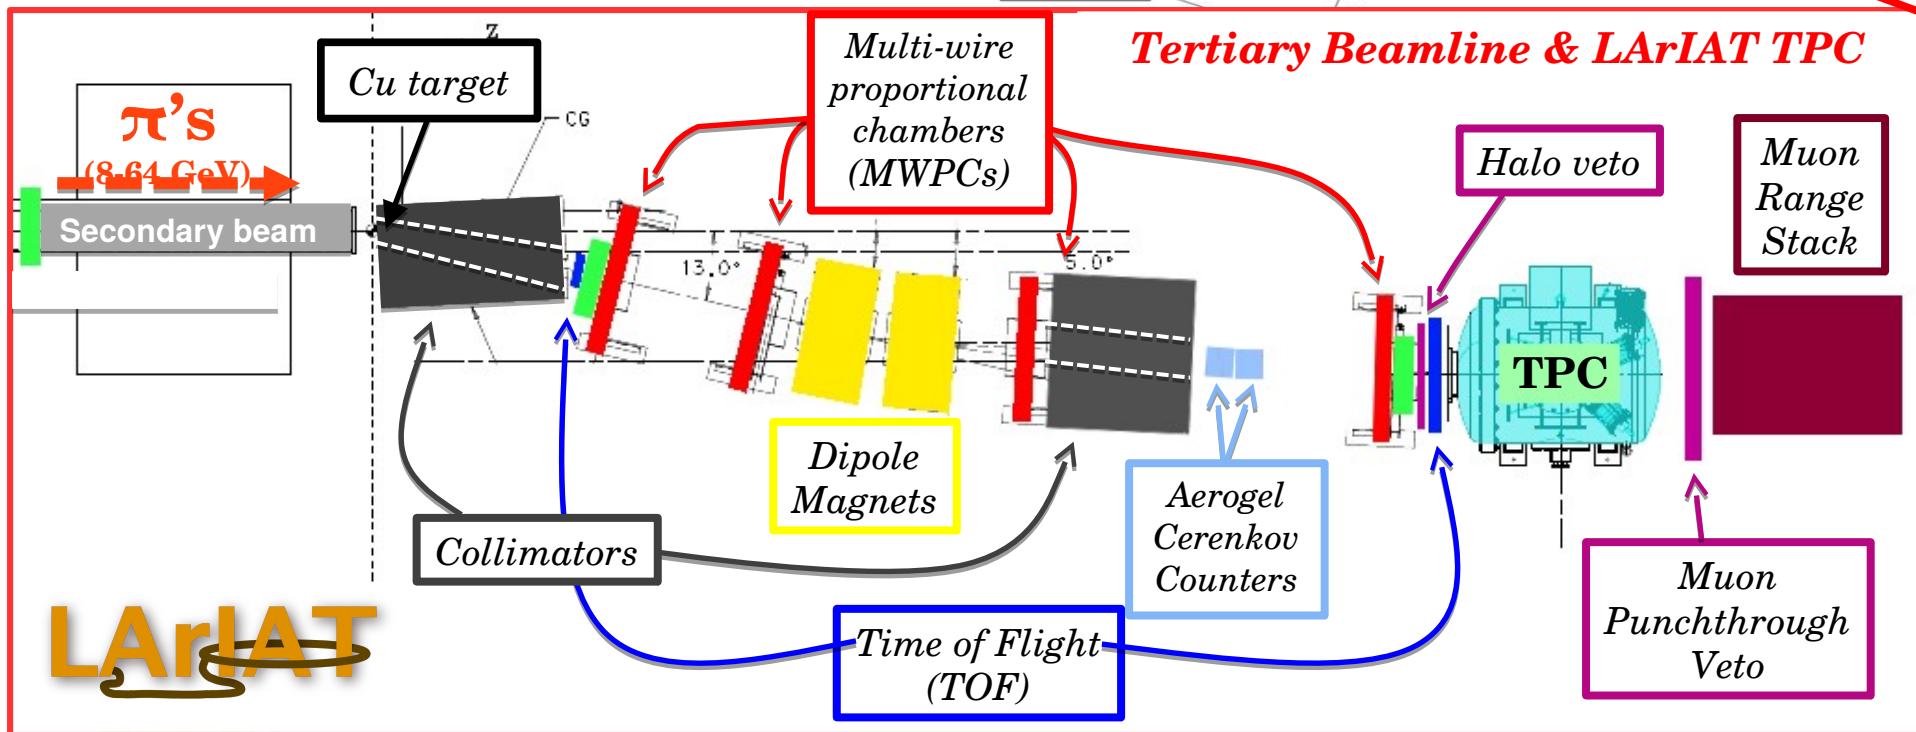 Tertiary Beamline & LArIAT TPC
Z
Cu target
Multi-wire
proportional
chambers
(MWPCs)
π's
(8-64 GeV)
CG
Halo veto
Muon
Range
Stack
Secondary beam
13.0°
5.0°
TPC
Dipole
Magnets
Aerogel
Cerenkov
Counters
Collimators
Muon
Punchthrough
Veto
Time of Flight
(TOF)
LArIAT